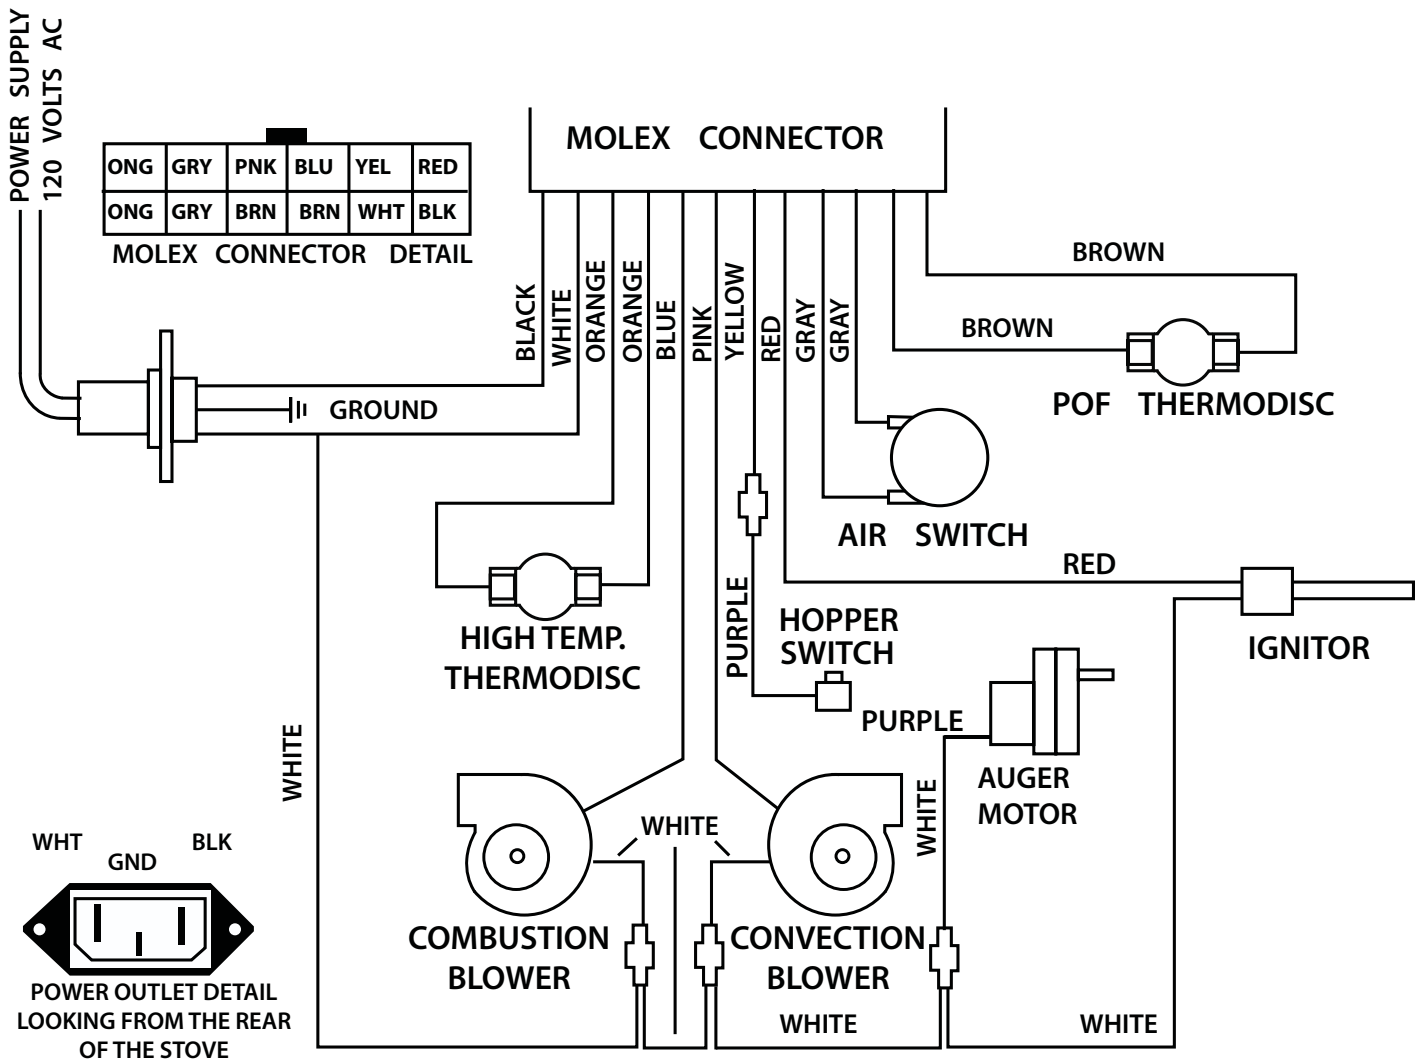 POWER SUPPLY
120 VOLTS AC
ONG GRY PNK BLU YEL RED
ONG GRY BRN BRN WHT BLK
MOLEX CONNECTOR DETAIL
MOLEX CONNECTOR
BLACK
WHITE
ORANGE
ORANGE
BLUE
PINK
YELLOW
RED
GRAY
GRAY
BROWN
BROWN
POF THERMODISC
GROUND
AIR SWITCH
RED
IGNITOR
HIGH TEMP.
THERMODISC
PURPLE
HOPPER
SWITCH
PURPLE
AUGER
MOTOR
WHITE
WHITE
WHITE
COMBUSTION
BLOWER
CONVECTION
BLOWER
WHITE
WHITE
WHT
GND
BLK
POWER OUTLET DETAIL
LOOKING FROM THE REAR
OF THE STOVE